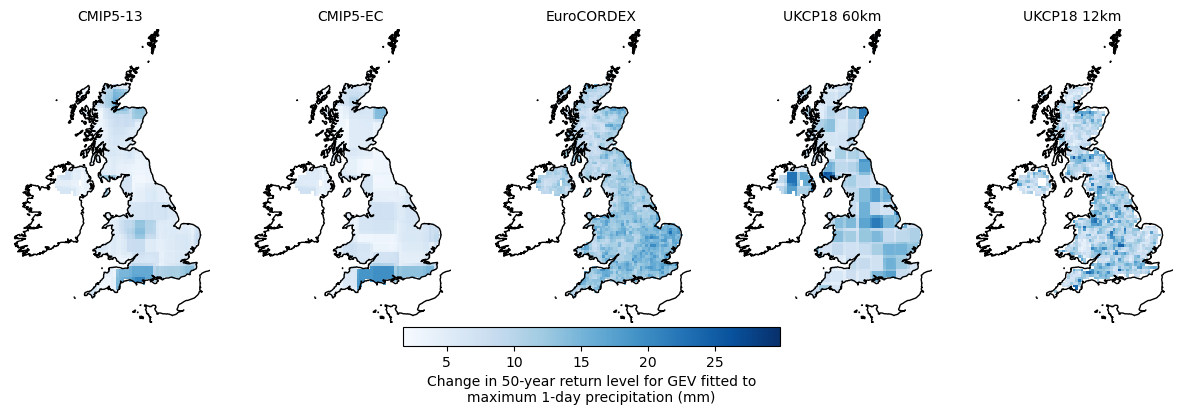 CMIP5-13
CMIP5-EC
EuroCORDEX
UKCP18 60km
UKCP18 12km
5
10
15
20
25
Change in 50-year return level for GEV fitted to
maximum 1-day precipitation (mm)